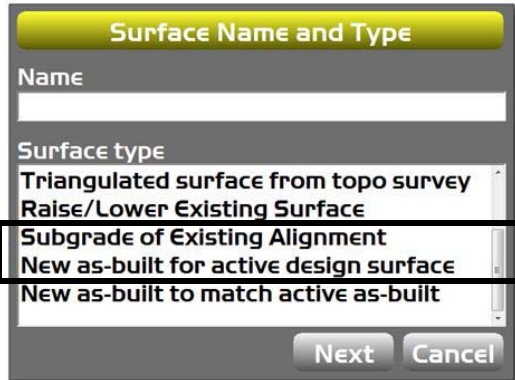 Surface Name and Type
Name
Surface type
Triangulated surface from topo survey
Raise/Lower Existing Surface
Subgrade of Existing Alignment
New as-built for active design surface
New as-built to match active as-built
Next Cancel